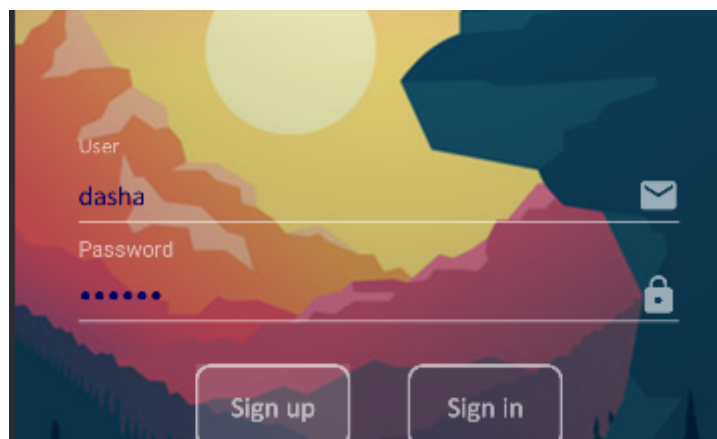 User
dasha
Password
••••••
Sign up
Sign in